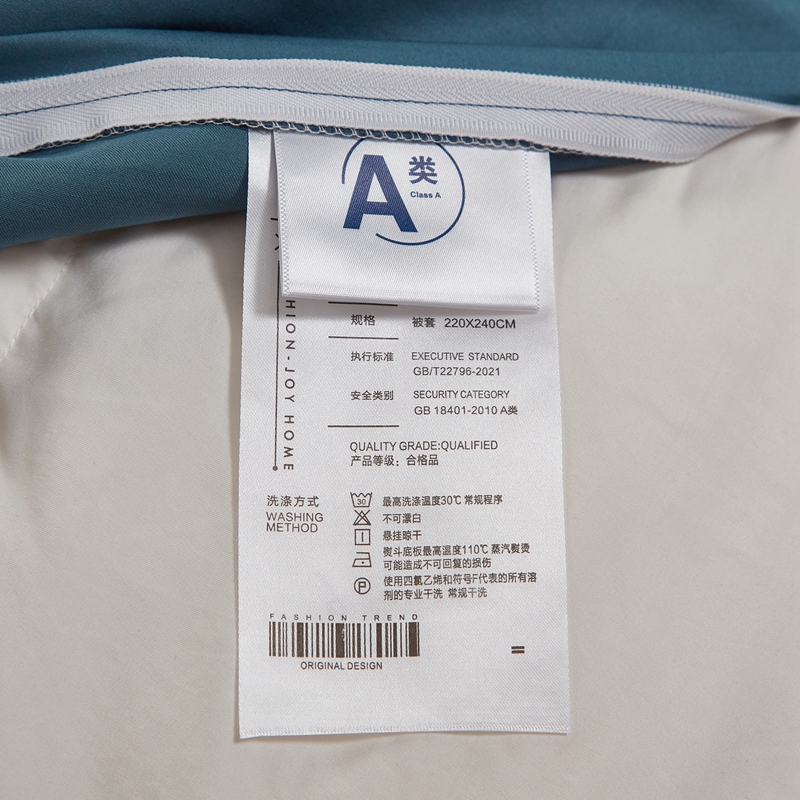 A类
Class A
HION-JOY HOME
规格 被套 220X240CM
执行标准 EXECUTIVE STANDARD
GB/T22796-2021
安全类别 SECURITY CATEGORY
GB 18401-2010 A类
QUALITY GRADE:QUALIFIED
产品等级：合格品
洗涤方式
WASHING
METHOD
30 最高洗涤温度30℃ 常规程序
不可漂白
悬挂晾干
熨斗底板最高温度110℃ 蒸汽熨烫
可能造成不可回复的损伤
P 使用四氯乙烯和符号F代表的所有溶
剂的专业干洗 常规干洗
FASHION TREND
ORIGINAL DESIGN
=